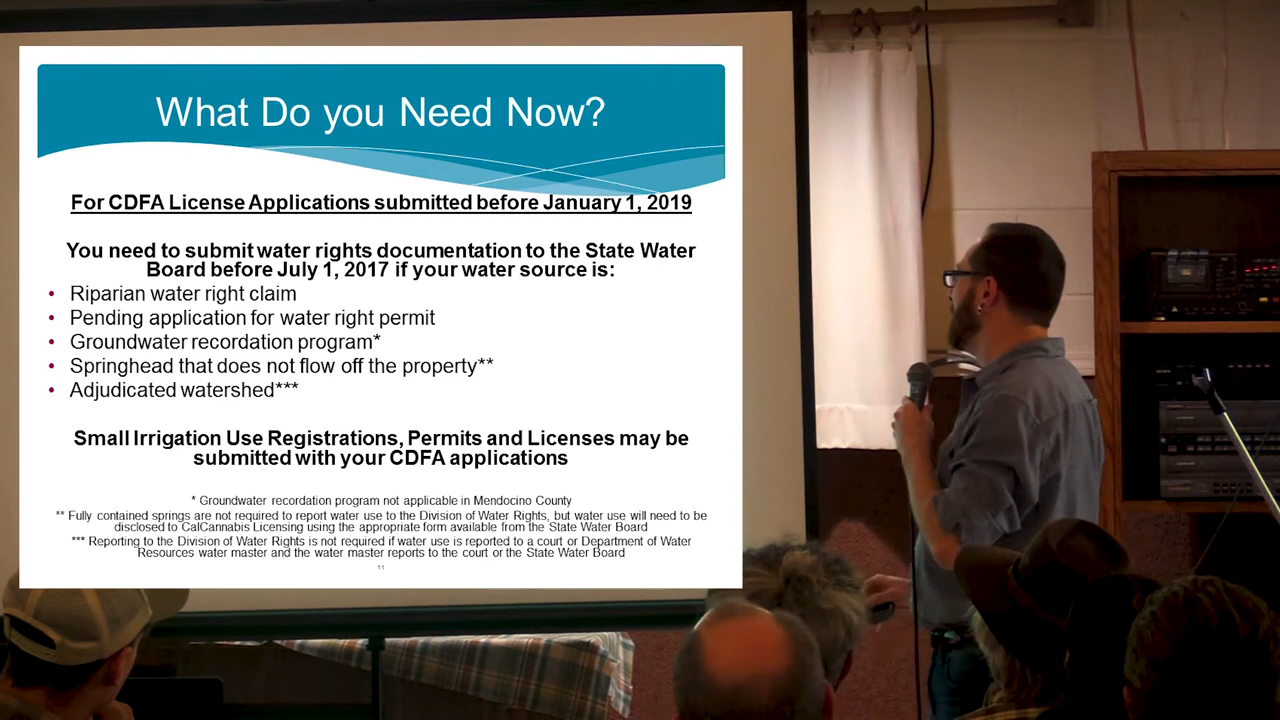 What Do you Need Now?
For CDFA License Applications submitted before January 1, 2019
You need to submit water rights documentation to the State Water
Board before July 1, 2017 if your water source is:
• Riparian water right claim
• Pending application for water right permit
• Groundwater recordation program*
• Springhead that does not flow off the property**
• Adjudicated watershed***
Small Irrigation Use Registrations, Permits and Licenses may be
submitted with your CDFA applications
* Groundwater recordation program not applicable in Mendocino County
** Fully contained springs are not required to report water use to the Division of Water Rights, but water use will need to be
disclosed to CalCannabis Licensing using the appropriate form available from the State Water Board
*** Reporting to the Division of Water Rights is not required if water use is reported to a court or Department of Water
Resources water master and the water master reports to the court or the State Water Board
11